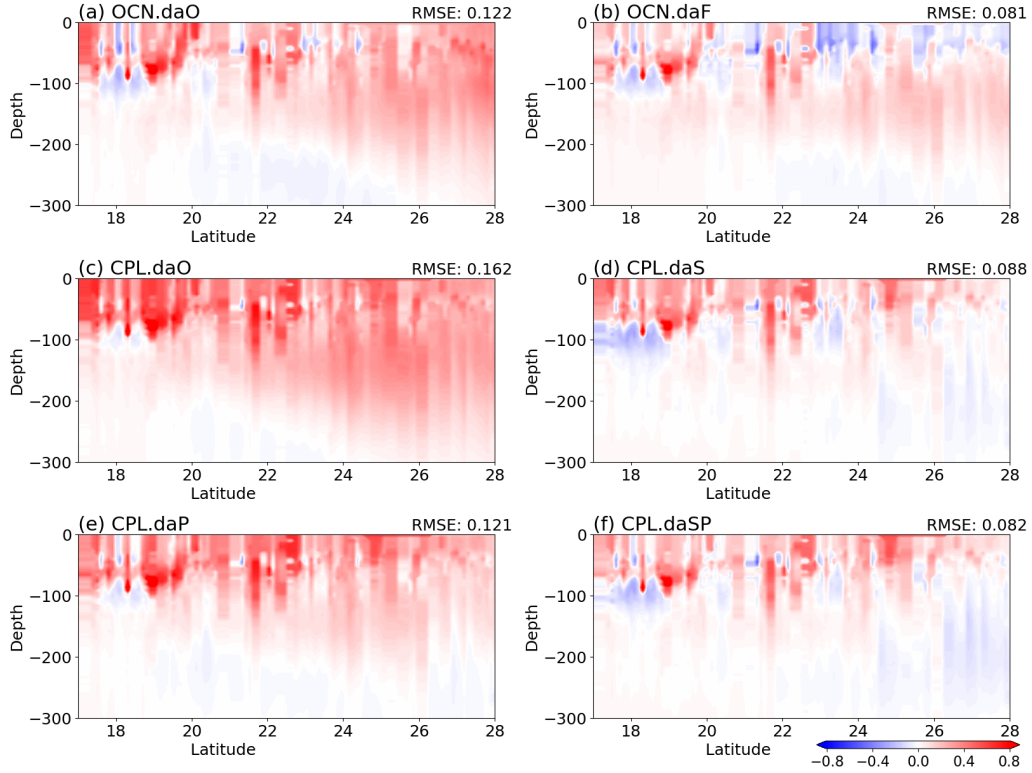 (a) OCN.daO RMSE: 0.122
(b) OCN.daF RMSE: 0.081
0
−100
−200
−300
Depth
18 20 22 24 26 28
Latitude
0
−100
−200
−300
Depth
18 20 22 24 26 28
Latitude
(c) CPL.daO RMSE: 0.162
(d) CPL.daS RMSE: 0.088
0
−100
−200
−300
Depth
18 20 22 24 26 28
Latitude
0
−100
−200
−300
Depth
18 20 22 24 26 28
Latitude
(e) CPL.daP RMSE: 0.121
(f) CPL.daSP RMSE: 0.082
0
−100
−200
−300
Depth
18 20 22 24 26 28
Latitude
0
−100
−200
−300
Depth
18 20 22 24 26 28
Latitude
−0.8 −0.4 0.0 0.4 0.8